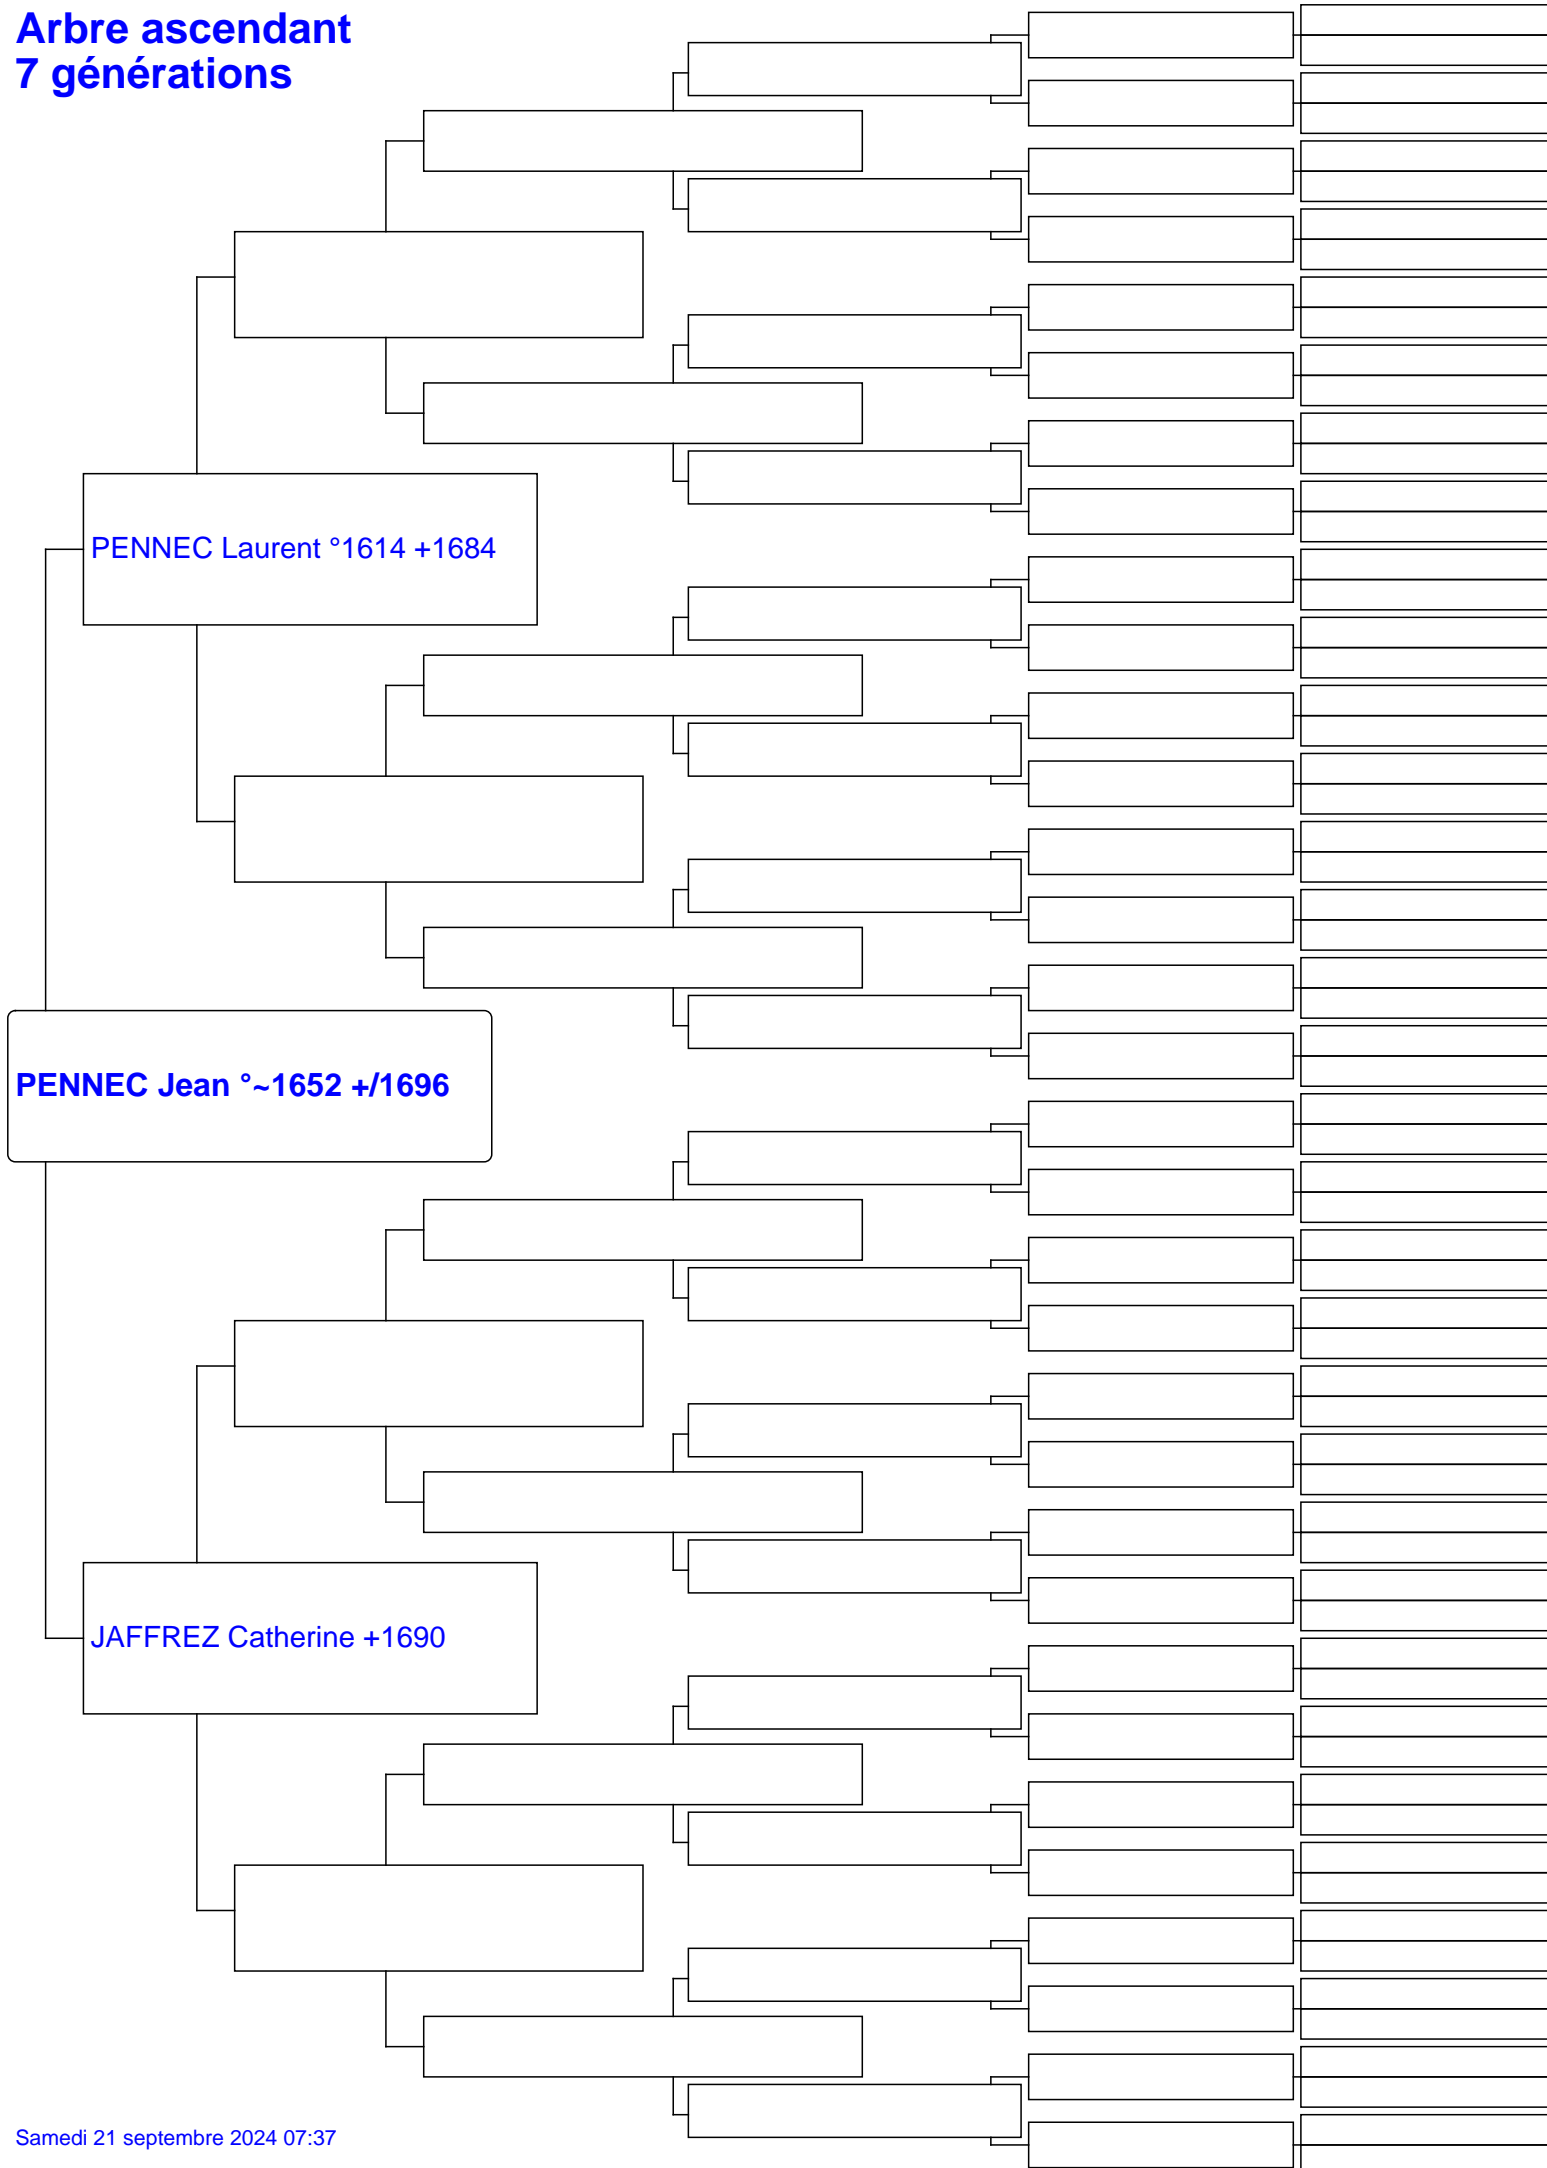 Arbre ascendant
7 générations
PENNEC Laurent °1614 +1684
PENNEC Jean °~1652 +/1696
JAFFREZ Catherine +1690
Samedi 21 septembre 2024 07:37